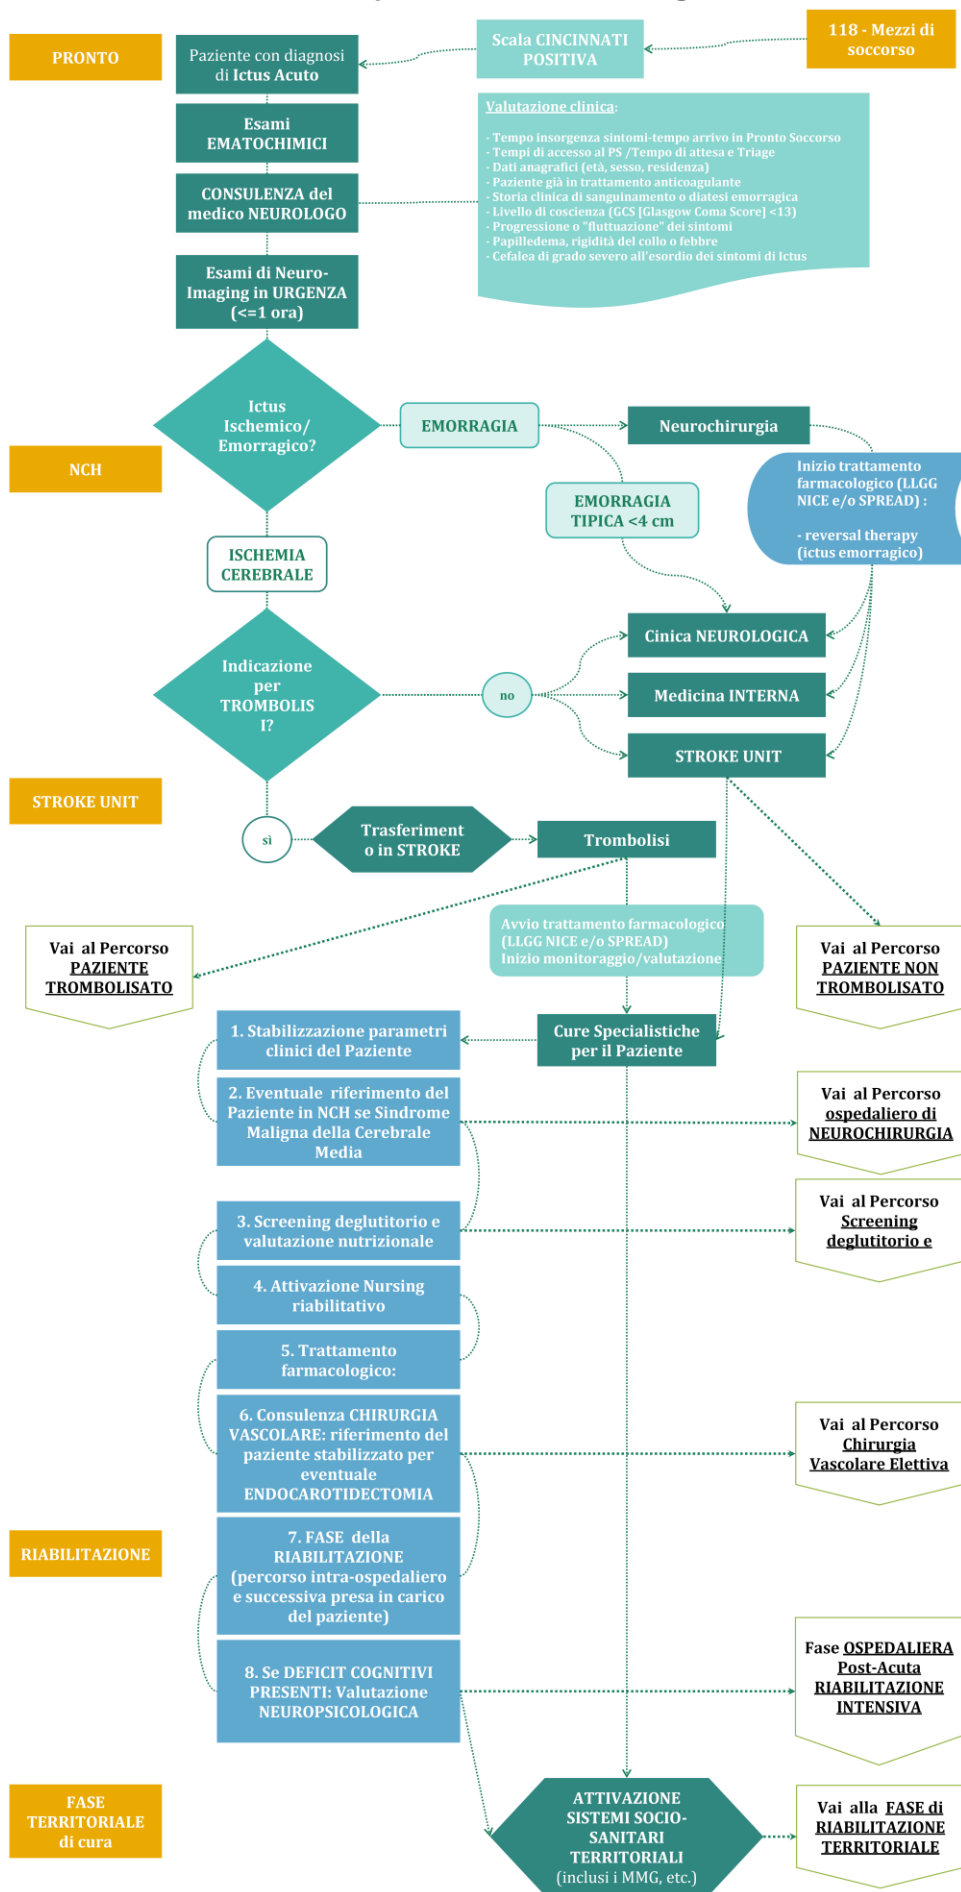 PRONTO
Paziente con diagnosi
di Ictus Acuto
Scala CINCINNATI
POSITIVA
118 - Mezzi di
soccorso
Esami
EMATOCHIMICI
CONSULENZA del
medico NEUROLOGO
Valutazione clinica:
- Tempo insorgenza sintomi-tempo arrivo in Pronto Soccorso
- Tempi di accesso al PS /Tempo di attesa e Triage
- Dati anagrafici (età, sesso, residenza)
- Paziente già in trattamento anticoagulante
- Storia clinica di sanguinamento o diatesi emorragica
- Livello di coscienza (GCS [Glasgow Coma Score] <13)
- Progressione o "fluttuazione" dei sintomi
- Papilledema, rigidità del collo o febbre
- Cefalea di grado severo all'esordio dei sintomi di Ictus
Esami di Neuro-
Imaging in URGENZA
(<=1 ora)
Ictus
Ischemico/
Emorragico?
EMORRAGIA
Neurochirurgia
NCH
EMORRAGIA
TIPICA <4 cm
Inizio trattamento
farmacologico (LLGG
NICE e/o SPREAD) :
- reversal therapy
(ictus emorragico)
ISCHEMIA
CEREBRALE
Indicazione
per
TROMBOLIS
I?
no
Cinica NEUROLOGICA
Medicina INTERNA
STROKE UNIT
STROKE UNIT
sì
Trasferiment
o in STROKE
Trombolisi
Vai al Percorso
PAZIENTE
TROMBOLISATO
Avvio trattamento farmacologico
(LLGG NICE e/o SPREAD)
Inizio monitoraggio/valutazione
Vai al Percorso
PAZIENTE NON
TROMBOLISATO
1. Stabilizzazione parametri
clinici del Paziente
Cure Specialistiche
per il Paziente
2. Eventuale riferimento del
Paziente in NCH se Sindrome
Maligna della Cerebrale
Media
Vai al Percorso
ospedaliero di
NEUROCHIRURGIA
3. Screening deglutitorio e
valutazione nutrizionale
Vai al Percorso
Screening
deglutitorio e
4. Attivazione Nursing
riabilitativo
5. Trattamento
farmacologico:
6. Consulenza CHIRURGIA
VASCOLARE: riferimento del
paziente stabilizzato per
eventuale
ENDOCAROTIDECTOMIA
Vai al Percorso
Chirurgia
Vascolare Elettiva
RIABILITAZIONE
7. FASE della
RIABILITAZIONE
(percorso intra-ospedaliero
e successiva presa in carico
del paziente)
8. Se DEFICIT COGNITIVI
PRESENTI: Valutazione
NEUROPSICOLOGICA
Fase OSPEDALIERA
Post-Acuta
RIABILITAZIONE
INTENSIVA
FASE
TERRITORIALE
di cura
ATTIVAZIONE
SISTEMI SOCIO-
SANITARI
TERRITORIALI
(inclusi i MMG, etc.)
Vai alla FASE di
RIABILITAZIONE
TERRITORIALE